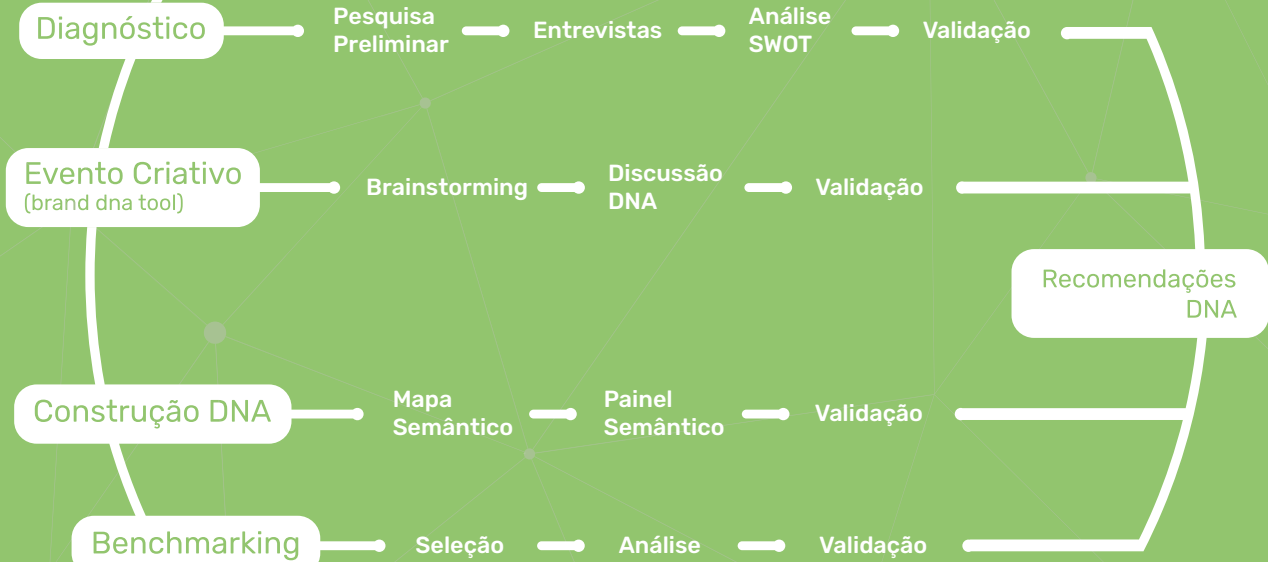 Diagnóstico
Pesquisa
Preliminar
Entrevistas
Análise
SWOT
Validação
Evento Criativo
(brand dna tool)
Brainstorming
Discussão
DNA
Validação
Recomendações
DNA
Construção DNA
Mapa
Semântico
Painel
Semântico
Validação
Benchmarking
Seleção
Análise
Validação